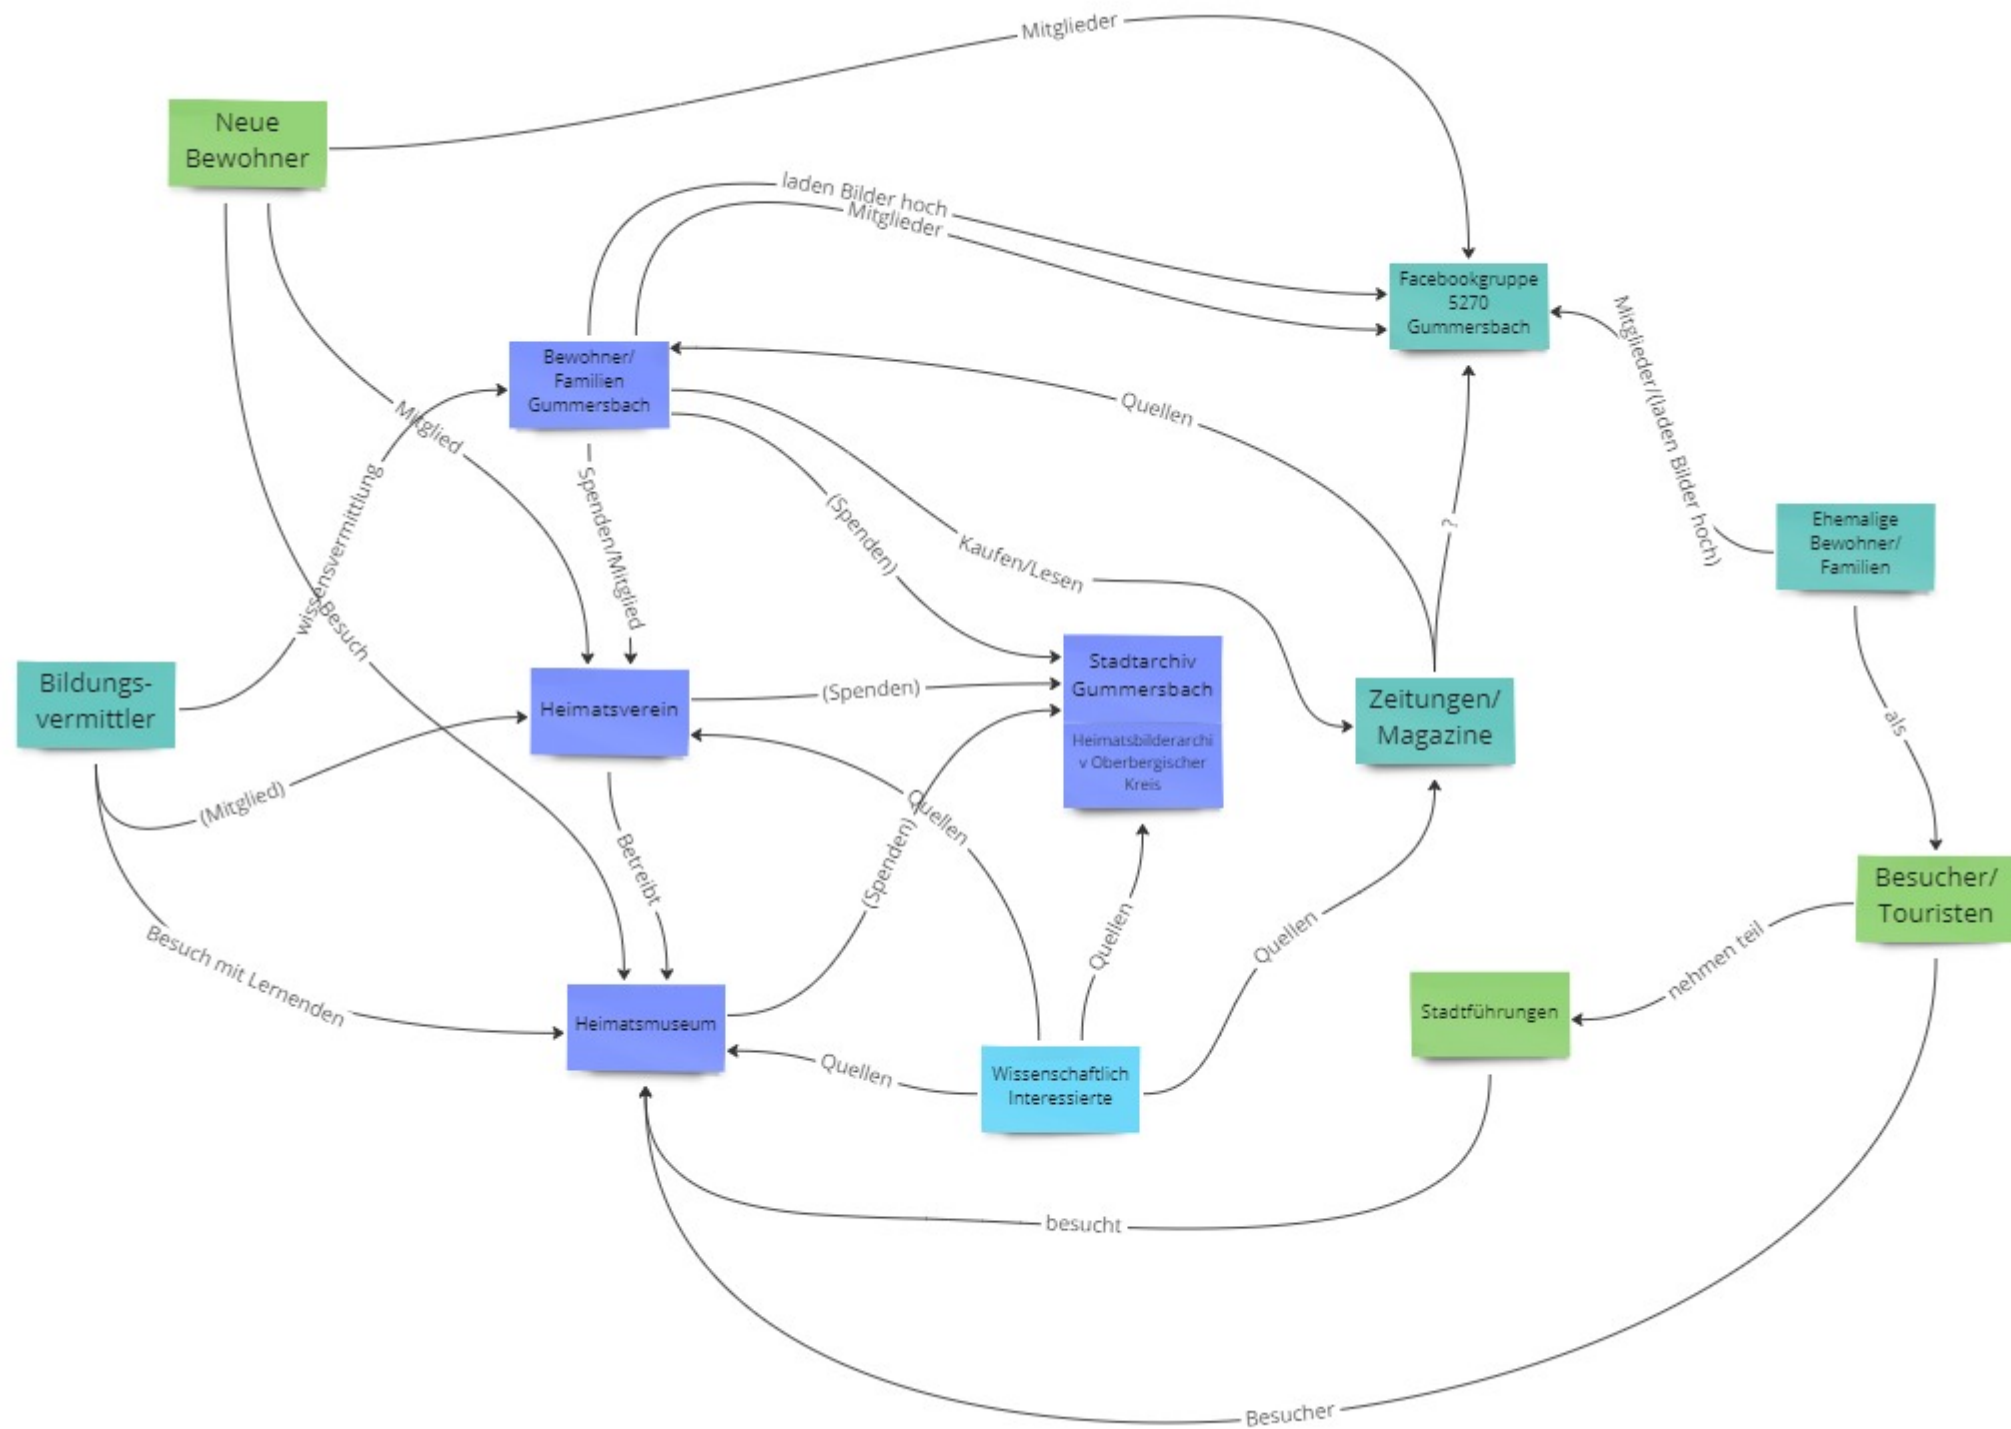 Mitglieder
Neue
Bewohner
laden Bilder hoch
Mitglieder
Facebookgruppe
5270
Gummersbach
Mitglieder/(laden Bilder hoch)
Bewohner/
Familien
Gummersbach
Quellen
Mitglied
wissensvermittlung
Spenden/Mitglied
(Spenden)
Kaufen/Lesen
?
Ehemalige
Bewohner/
Familien
Besuch
Bildungs-
vermittler
Heimatsverein
(Spenden)
Stadtarchiv
Gummersbach
Heimatsbilderarchi
v Oberbergischer
Kreis
Zeitungen/
Magazine
als
(Mitglied)
Betreibt
(Spenden)
Quellen
Quellen
Quellen
Besucher/
Touristen
nehmen teil
Besuch mit Lernenden
Heimatsmuseum
Quellen
Wissenschaftlich
Interessierte
Stadtführungen
besucht
Besucher